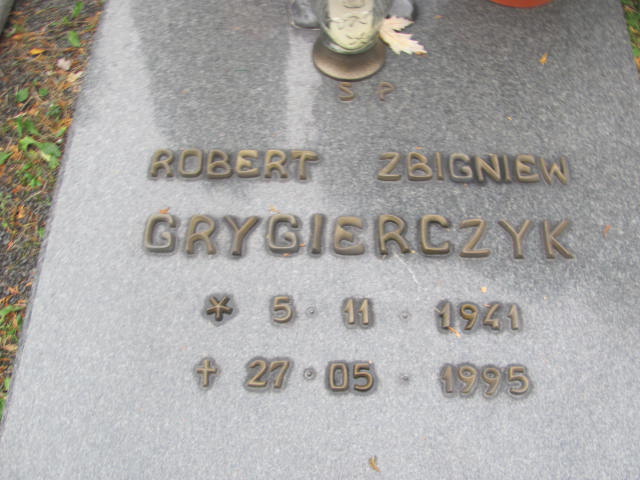 S P
ROBERT ZBIGNIEW
GRYGIERCZYK
* 5 · 11 · 1941
† 27 · 05 · 1995